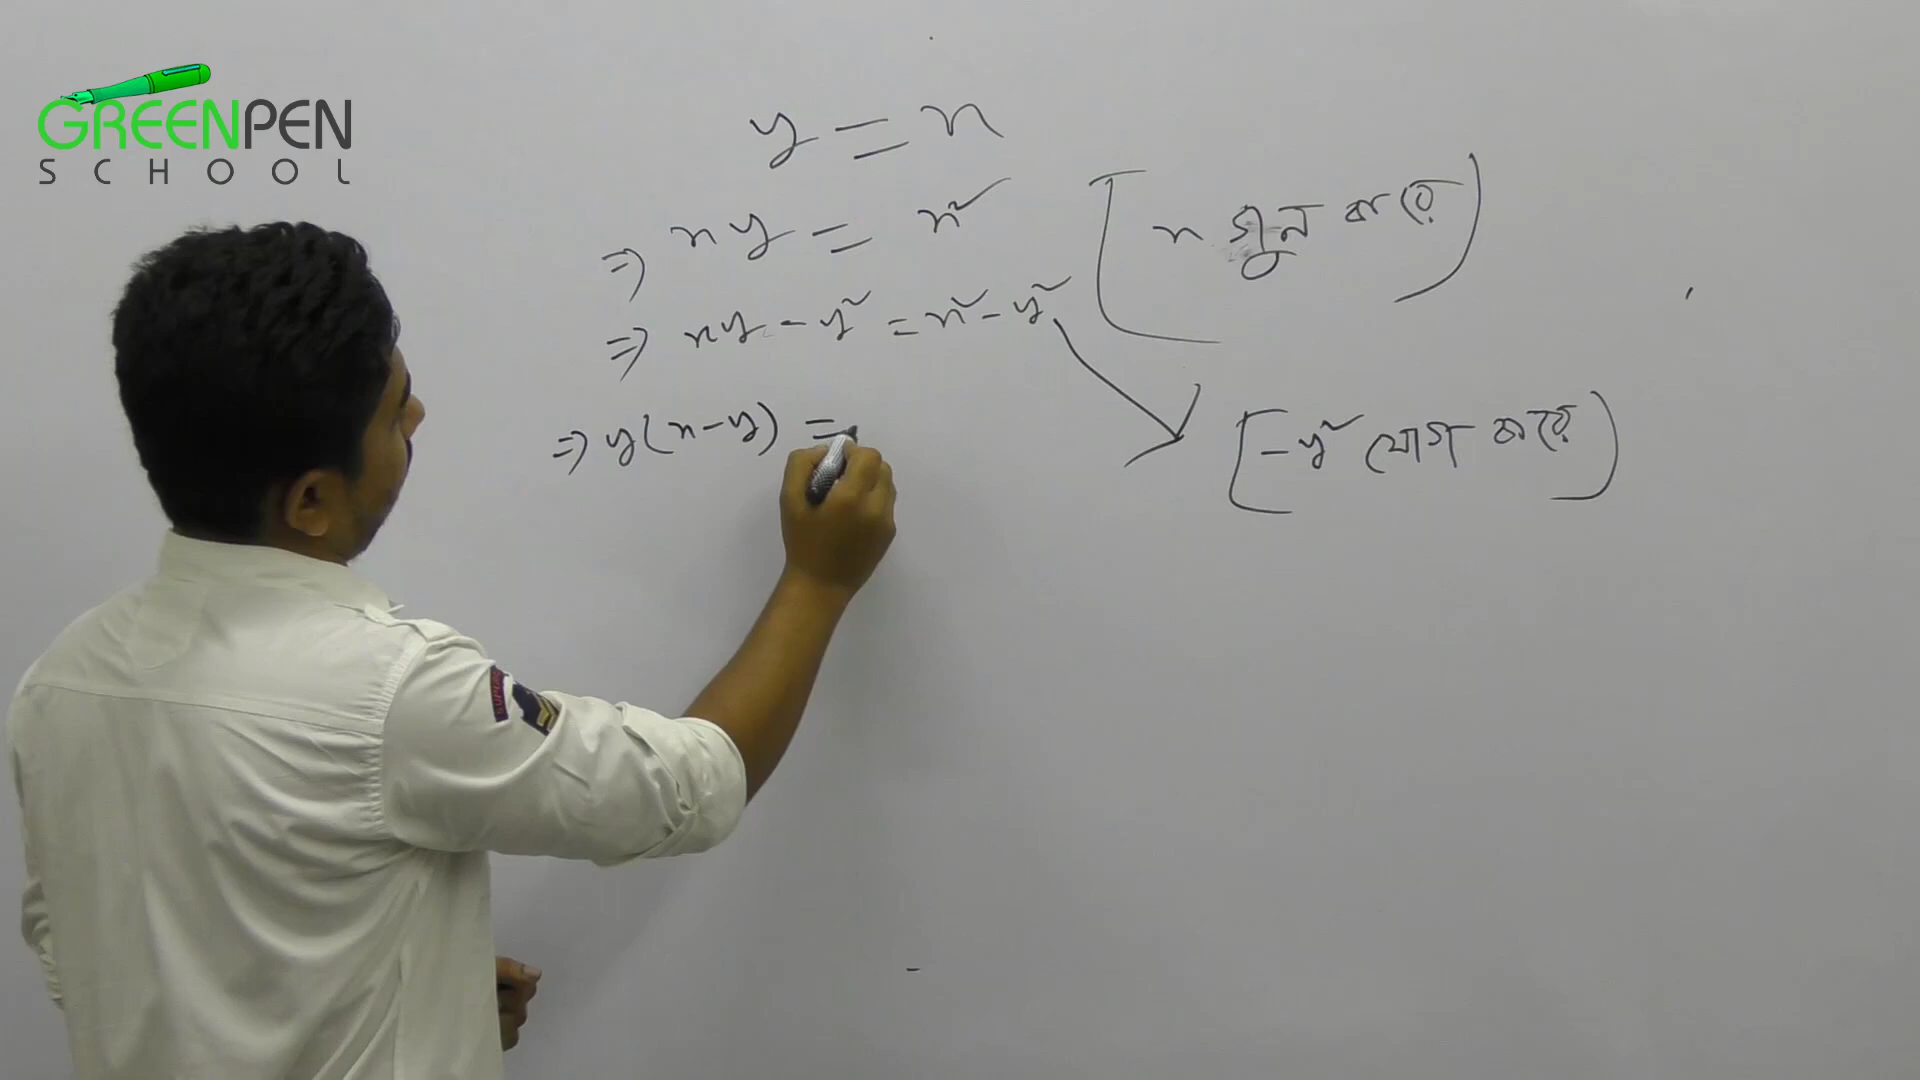 GREENPEN
SCHOOL
y = x
⇒ xy = x² [x গুন করে]
⇒ xy - y² = x² - y²
[-y² যোগ করে]
⇒ y(x-y) =